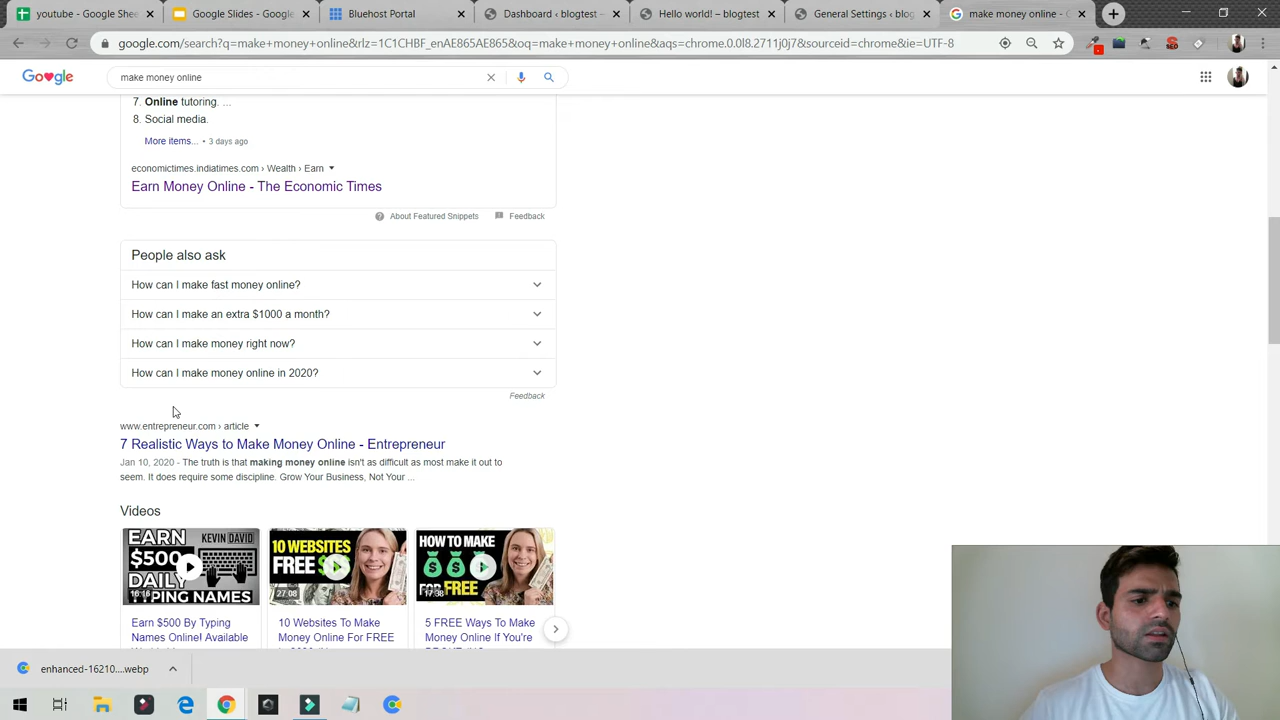 youtube - Google Shee
Google Slides - Google
Bluehost Portal
Dashboard ‹ blogtest –
Hello world! – blogtest
General Settings ‹ blog
make money online - G
google.com/search?q=make+money+online&rlz=1C1CHBF_enAE865AE865&oq=make+money+online&aqs=chrome.0.0l8.2711j0j7&sourceid=chrome&ie=UTF-8
Google
make money online
7. Online tutoring. ...
8. Social media.
More items... • 3 days ago
economictimes.indiatimes.com › Wealth › Earn
Earn Money Online - The Economic Times
About Featured Snippets
Feedback
People also ask
How can I make fast money online?
How can I make an extra $1000 a month?
How can I make money right now?
How can I make money online in 2020?
Feedback
www.entrepreneur.com › article
7 Realistic Ways to Make Money Online - Entrepreneur
Jan 10, 2020 - The truth is that making money online isn't as difficult as most make it out to
seem. It does require some discipline. Grow Your Business, Not Your ...
Videos
EARN
KEVIN DAVID
$500
DAILY
TYPING NAMES
16:16
10 WEBSITES
FREE
27:08
HOW TO MAKE
FOR FREE
17:38
Earn $500 By Typing
Names Online! Available
10 Websites To Make
Money Online For FREE
5 FREE Ways To Make
Money Online If You're
enhanced-16210....webp